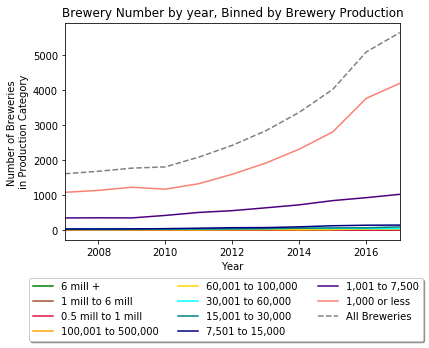 Brewery Number by year, Binned by Brewery Production
Number of Breweries
in Production Category
5000
4000
3000
2000
1000
0
2008 2010 2012 2014 2016
Year
6 mill +
1 mill to 6 mill
0.5 mill to 1 mill
100,001 to 500,000
60,001 to 100,000
30,001 to 60,000
15,001 to 30,000
7,501 to 15,000
1,001 to 7,500
1,000 or less
All Breweries